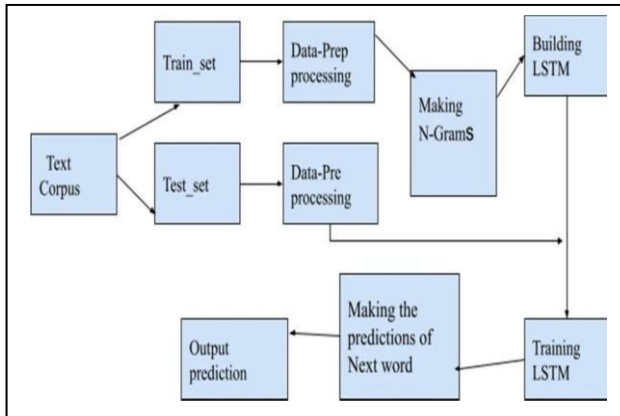 Text
Corpus
Train_set
Data-Prep
processing
Making
N-Grams
Building
LSTM
Test_set
Data-Pre
processing
Training
LSTM
Making the
predictions of
Next word
Output
prediction